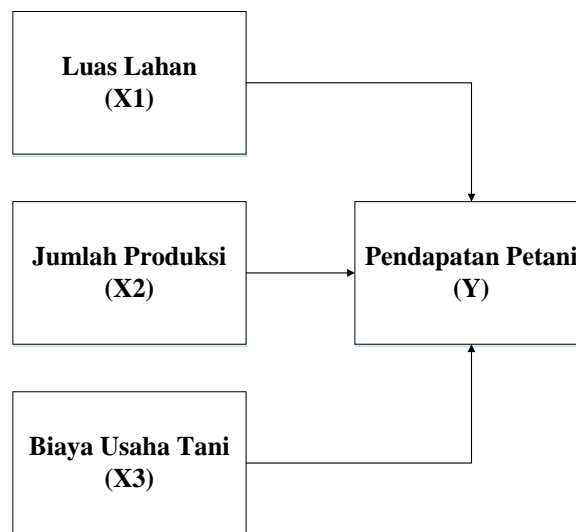 Luas Lahan
(X1)
Jumlah Produksi
(X2)
Pendapatan Petani
(Y)
Biaya Usaha Tani
(X3)